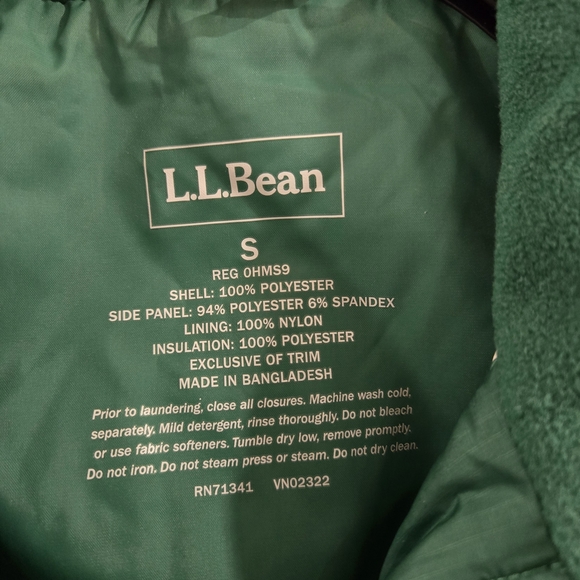 L.L.Bean
S
REG 0HMS9
SHELL: 100% POLYESTER
SIDE PANEL: 94% POLYESTER 6% SPANDEX
LINING: 100% NYLON
INSULATION: 100% POLYESTER
EXCLUSIVE OF TRIM
MADE IN BANGLADESH
Prior to laundering, close all closures. Machine wash cold,
separately. Mild detergent, rinse thoroughly. Do not bleach
or use fabric softeners. Tumble dry low, remove promptly.
Do not iron. Do not steam press or steam. Do not dry clean.
RN71341 VN02322